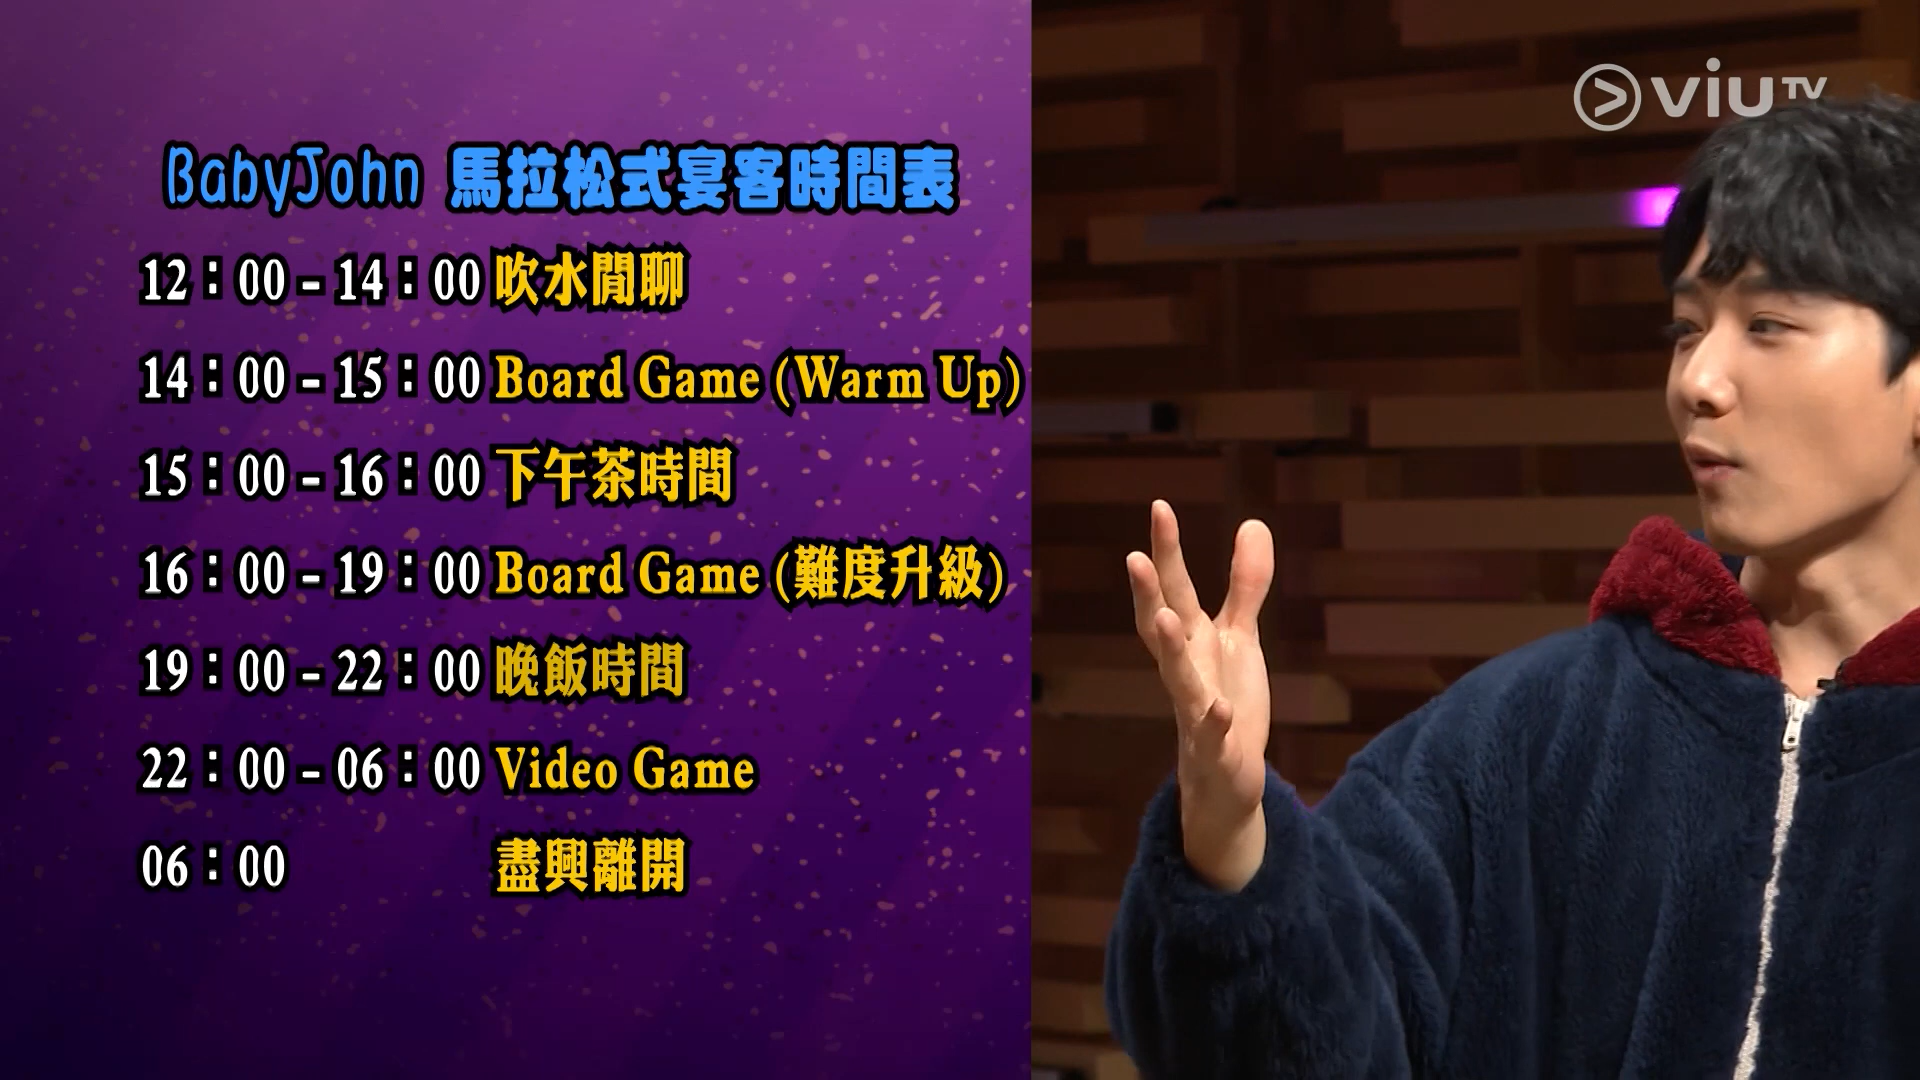 viuTV
BabyJohn 馬拉松式宴客時間表
12：00 – 14：00 吹水閒聊
14：00 – 15：00 Board Game (Warm Up)
15：00 – 16：00 下午茶時間
16：00 – 19：00 Board Game (難度升級)
19：00 – 22：00 晚飯時間
22：00 – 06：00 Video Game
06：00 盡興離開